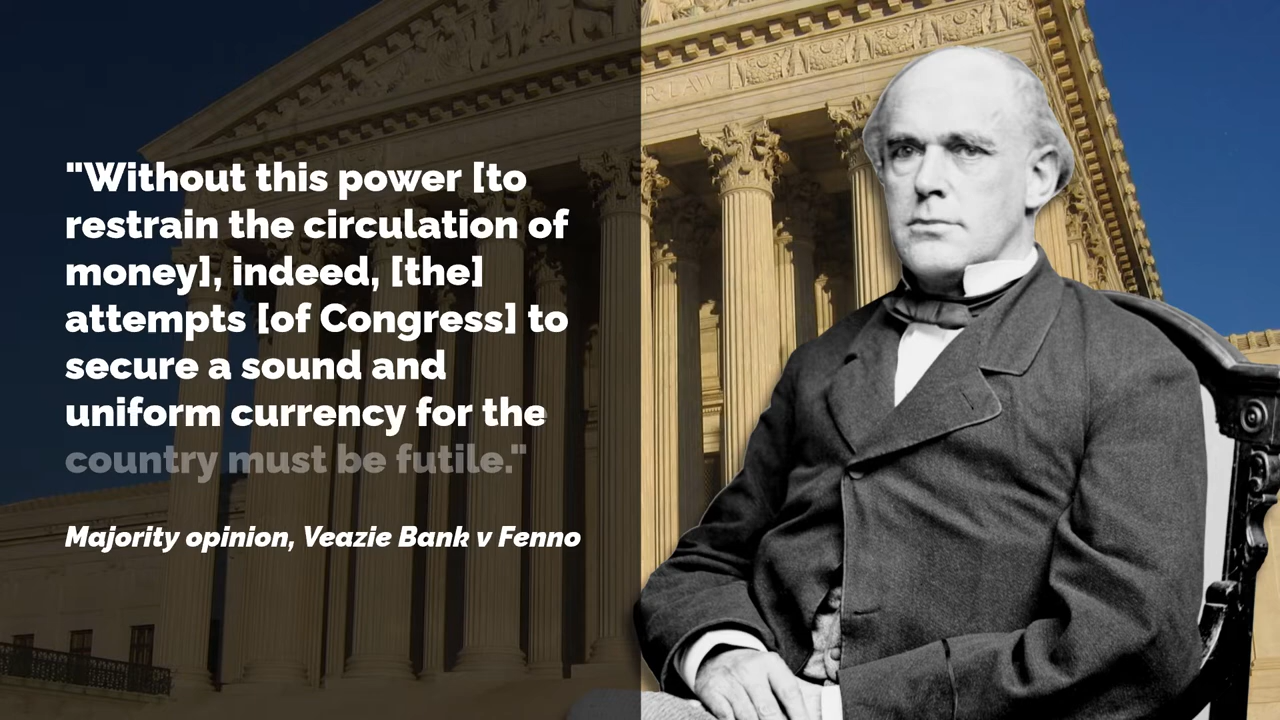 "Without this power [to
restrain the circulation of
money], indeed, [the]
attempts [of Congress] to
secure a sound and
uniform currency for the
country must be futile."
Majority opinion, Veazie Bank v Fenno
R LAW